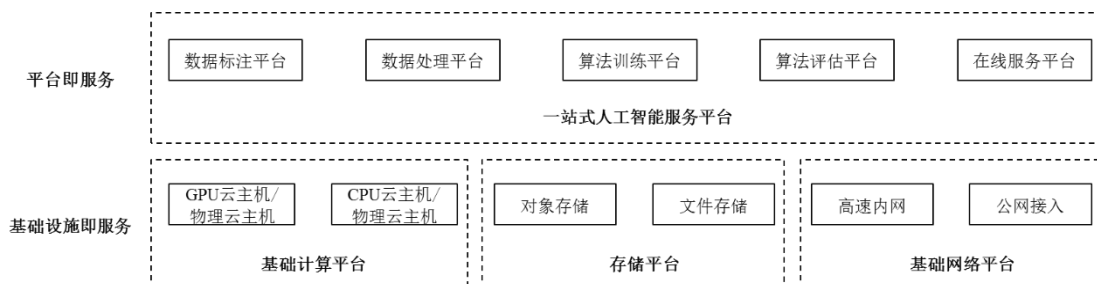 平台即服务
数据标注平台
数据处理平台
算法训练平台
算法评估平台
在线服务平台
一站式人工智能服务平台
基础设施即服务
GPU云主机/
物理云主机
CPU云主机/
物理云主机
基础计算平台
对象存储
文件存储
存储平台
高速内网
公网接入
基础网络平台